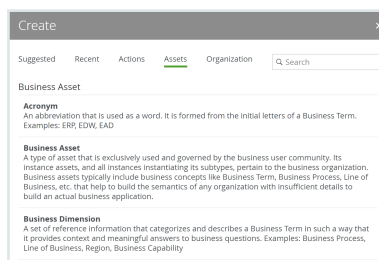 Create
Suggested Recent Actions Assets Organization Search
Business Asset
Acronym
An abbreviation that is used as a word. It is formed from the initial letters of a Business Term.
Examples: ERP, EDW, EAD
Business Asset
A type of asset that is exclusively used and governed by the business user community. Its
instance assets, and all instances instantiating its subtypes, pertain to the business organization.
Business assets typically include business concepts like Business Term, Business Process, Line of
Business, etc. that help to build the semantics of any organization with insufficient details to
build an actual business application.
Business Dimension
A set of reference information that categorizes and describes a Business Term in such a way that
it provides context and meaningful answers to business questions. Examples: Business Process,
Line of Business, Region, Business Capability